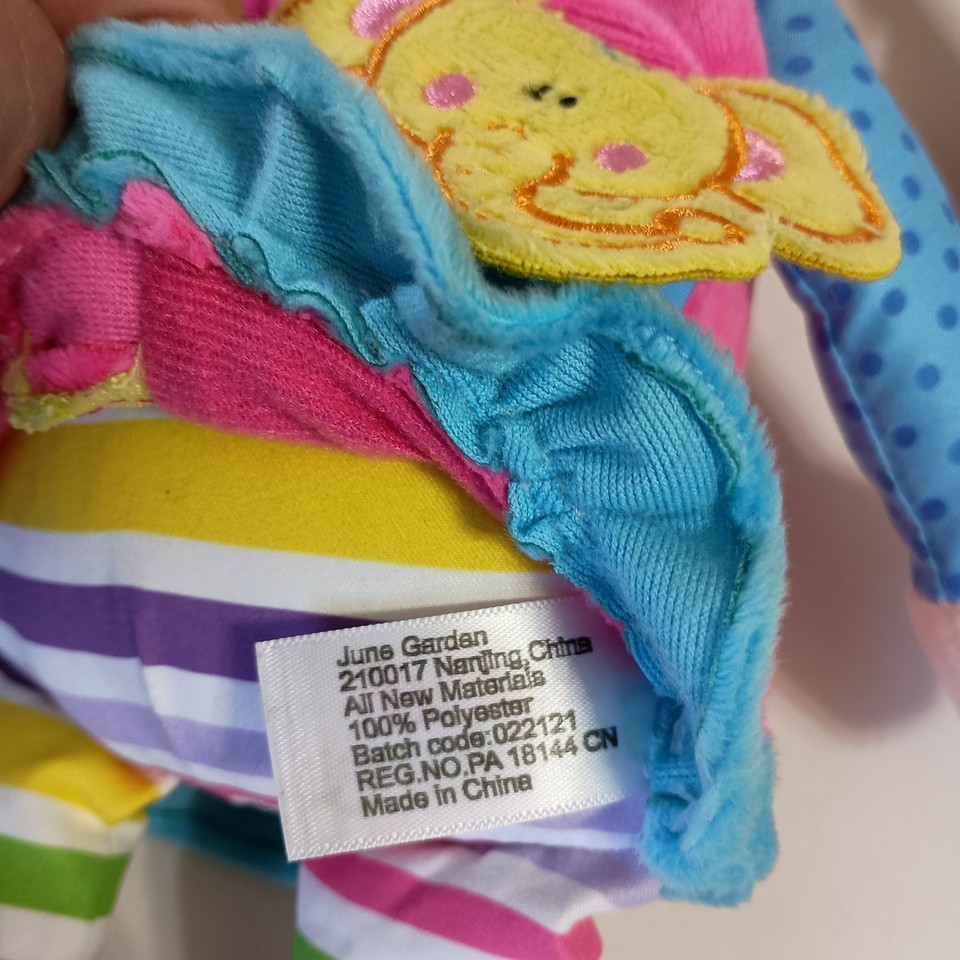 June Garden
210017 Nanjing,China
All New Materials
100% Polyester
Batch code:022121
REG.NO.PA 18144 CN
Made in China